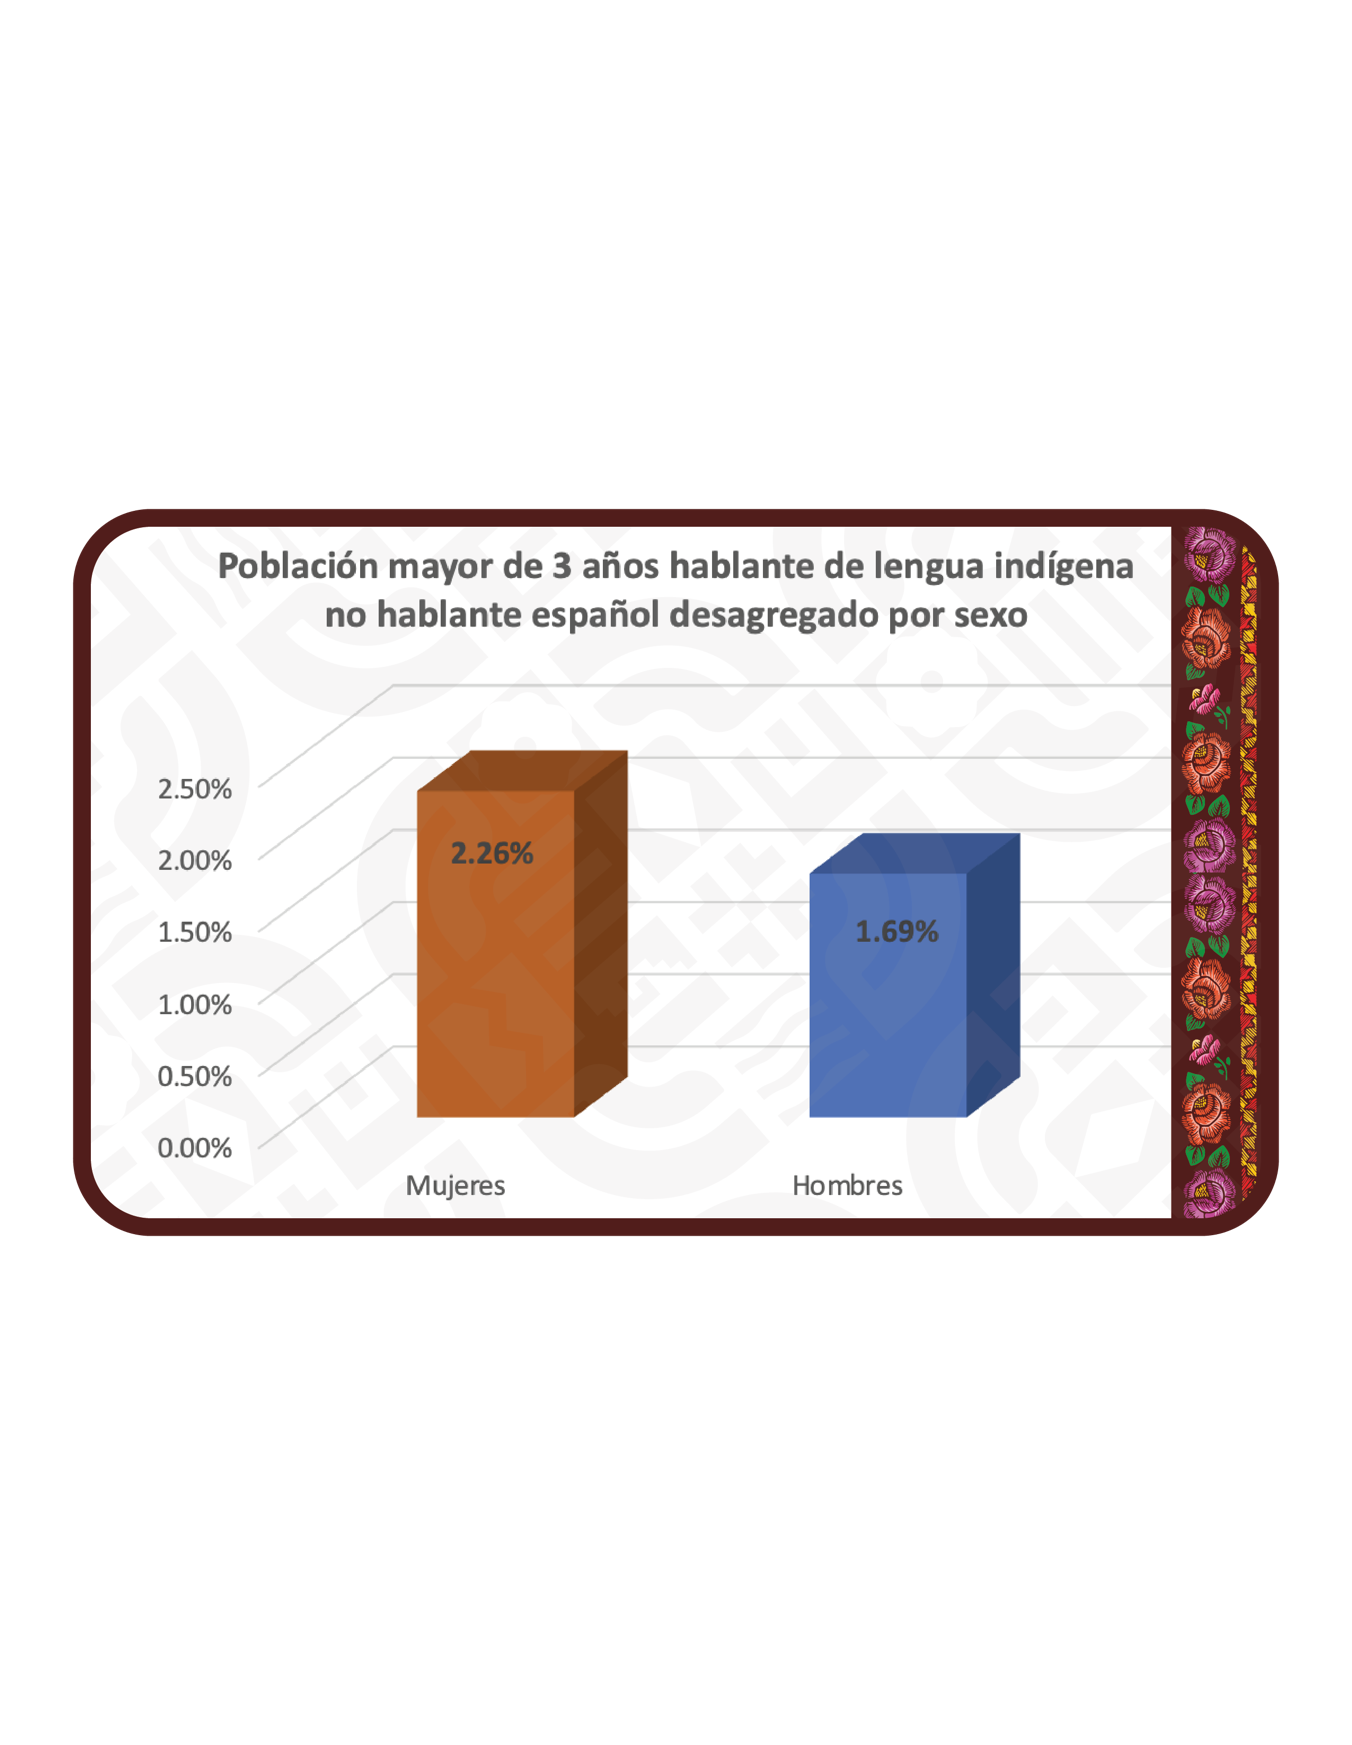 Población mayor de 3 años hablante de lengua indígena
no hablante español desagregado por sexo
2.50%
2.00%
1.50%
1.00%
0.50%
0.00%
2.26%
1.69%
Mujeres
Hombres